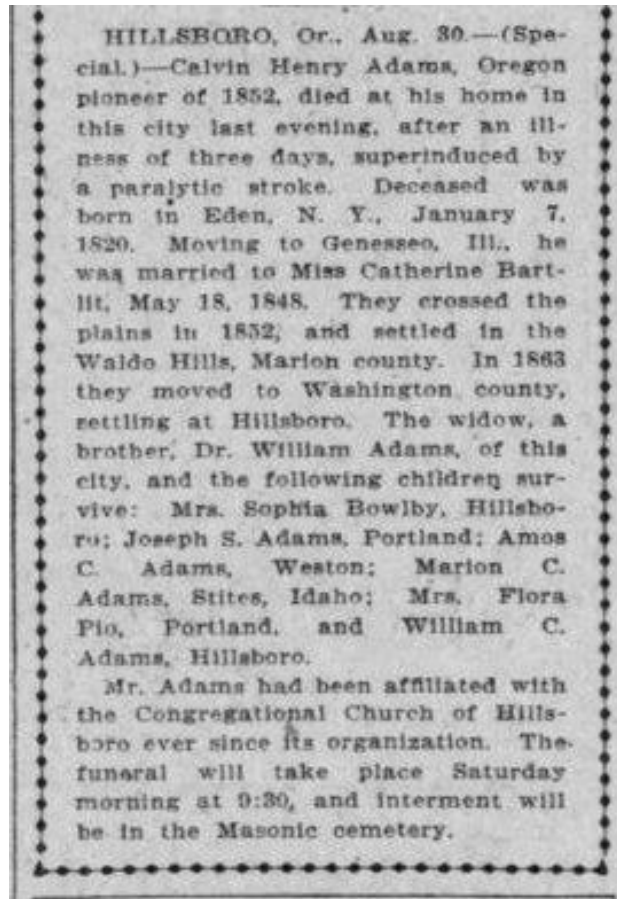 HILLSBORO, Or., Aug. 30.—(Spe-
cial.)—Calvin Henry Adams, Oregon
pioneer of 1852, died at his home in
this city last evening, after an ill-
ness of three days, superinduced by
a paralytic stroke. Deceased was
born in Eden, N. Y., January 7,
1820. Moving to Genesseo, Ill., he
was married to Miss Catherine Bart-
lit, May 18, 1848. They crossed the
plains in 1852, and settled in the
Waldo Hills, Marion county. In 1863
they moved to Washington county,
settling at Hillsboro. The widow, a
brother, Dr. William Adams, of this
city, and the following children sur-
vive: Mrs. Sophia Bowlby, Hillsbo-
ro; Joseph S. Adams, Portland; Amos
C. Adams, Weston; Marion C.
Adams, Stites, Idaho; Mrs. Flora
Pio, Portland, and William C.
Adams, Hillsboro.
Mr. Adams had been affiliated with
the Congregational Church of Hills-
boro ever since its organization. The
funeral will take place Saturday
morning at 9:30, and interment will
be in the Masonic cemetery.